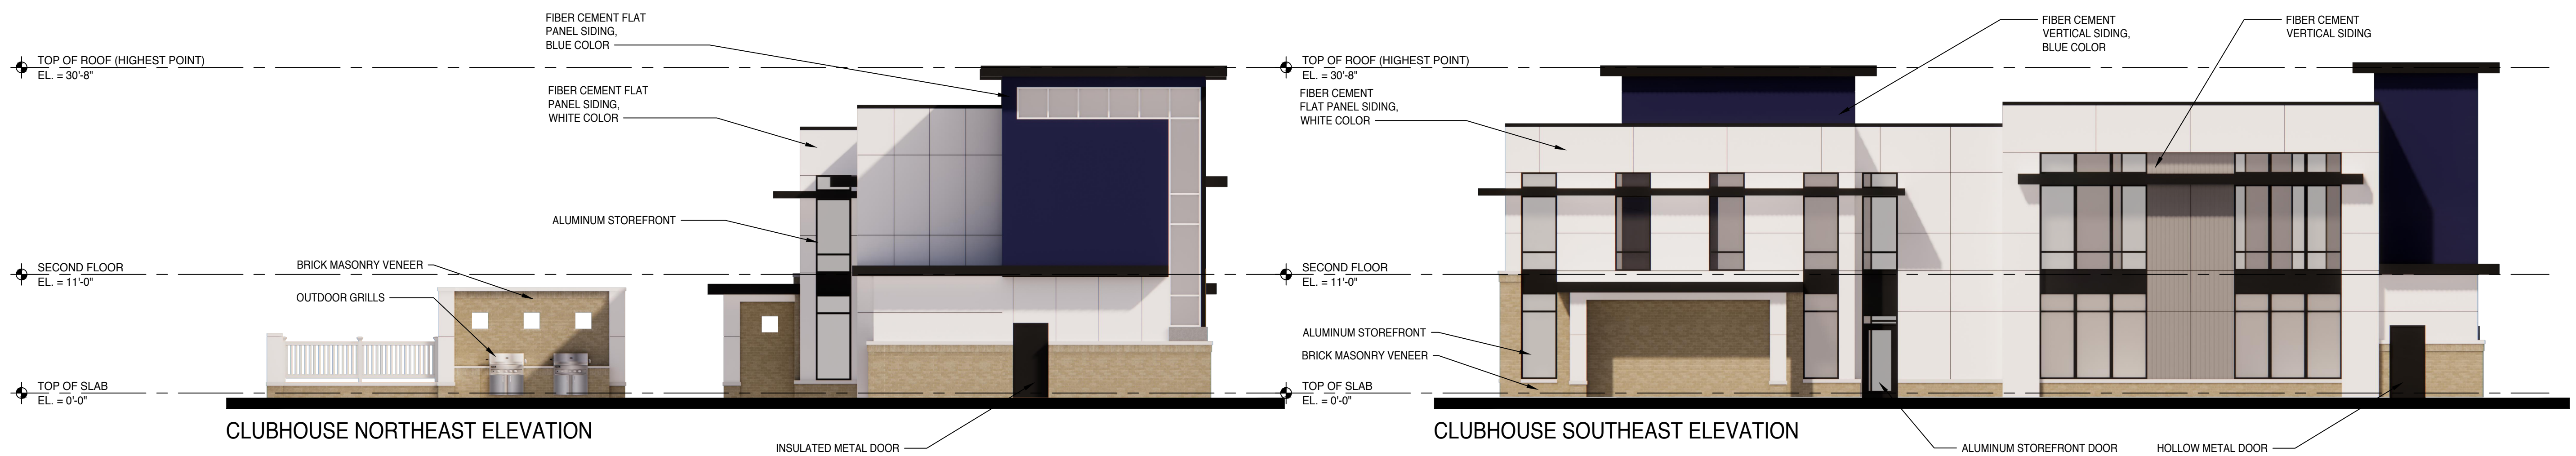 FIBER CEMENT FLAT
PANEL SIDING,
BLUE COLOR
TOP OF ROOF (HIGHEST POINT)
EL. = 30'-8"
FIBER CEMENT FLAT
PANEL SIDING,
WHITE COLOR
ALUMINUM STOREFRONT
BRICK MASONRY VENEER
SECOND FLOOR
EL. = 11'-0"
OUTDOOR GRILLS
TOP OF SLAB
EL. = 0'-0"
CLUBHOUSE NORTHEAST ELEVATION
INSULATED METAL DOOR
FIBER CEMENT
VERTICAL SIDING,
BLUE COLOR
FIBER CEMENT
VERTICAL SIDING
TOP OF ROOF (HIGHEST POINT)
EL. = 30'-8"
FIBER CEMENT
FLAT PANEL SIDING,
WHITE COLOR
SECOND FLOOR
EL. = 11'-0"
ALUMINUM STOREFRONT
BRICK MASONRY VENEER
TOP OF SLAB
EL. = 0'-0"
CLUBHOUSE SOUTHEAST ELEVATION
ALUMINUM STOREFRONT DOOR
HOLLOW METAL DOOR